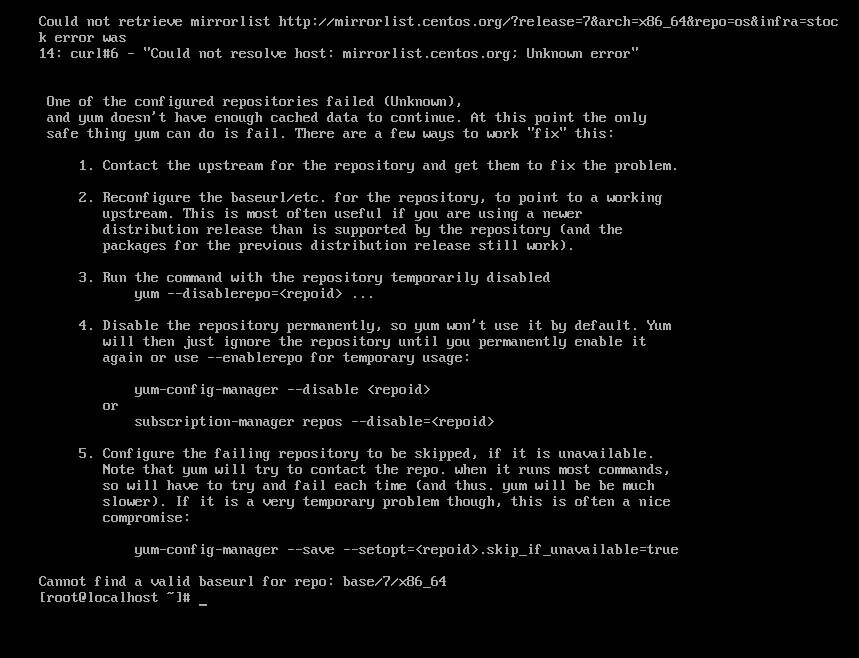 Could not retrieve mirrorlist http://mirrorlist.centos.org/?release=7&arch=x86_64&repo=os&infra=stoc
k error was
14: curl#6 - "Could not resolve host: mirrorlist.centos.org; Unknown error"
One of the configured repositories failed (Unknown),
and yum doesn't have enough cached data to continue. At this point the only
safe thing yum can do is fail. There are a few ways to work "fix" this:
1. Contact the upstream for the repository and get them to fix the problem.
2. Reconfigure the baseurl/etc. for the repository, to point to a working
upstream. This is most often useful if you are using a newer
distribution release than is supported by the repository (and the
packages for the previous distribution release still work).
3. Run the command with the repository temporarily disabled
yum --disablerepo=<repoid> ...
4. Disable the repository permanently, so yum won't use it by default. Yum
will then just ignore the repository until you permanently enable it
again or use --enablerepo for temporary usage:
yum-config-manager --disable <repoid>
or
subscription-manager repos --disable=<repoid>
5. Configure the failing repository to be skipped, if it is unavailable.
Note that yum will try to contact the repo. when it runs most commands,
so will have to try and fail each time (and thus. yum will be be much
slower). If it is a very temporary problem though, this is often a nice
compromise:
yum-config-manager --save --setopt=<repoid>.skip_if_unavailable=true
Cannot find a valid baseurl for repo: base/7/x86_64
[root@localhost ~]# _